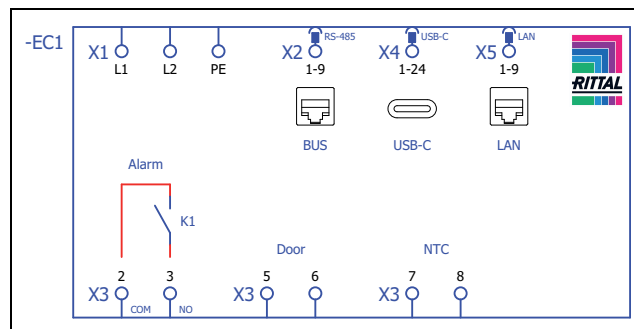 -EC1
X1
L1
L2
PE
X2
RS-485
1-9
X4
USB-C
1-24
X5
LAN
1-9
RITTAL
BUS
USB-C
LAN
Alarm
K1
Door
NTC
X3
2
COM
3
NO
X3
5
6
X3
7
8